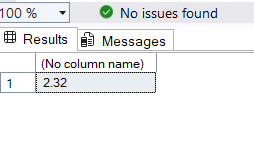 100 %
No issues found
Results
Messages
(No column name)
1
2.32